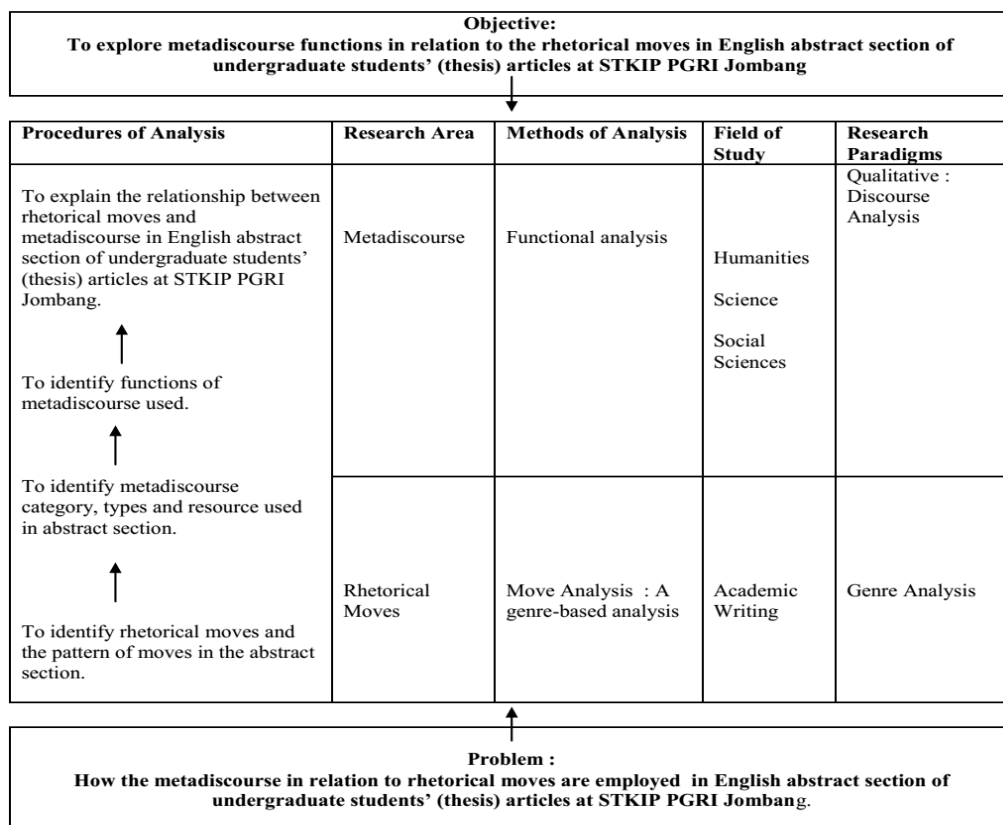 Objective:
To explore metadiscourse functions in relation to the rhetorical moves in English abstract section of
undergraduate students' (thesis) articles at STKIP PGRI Jombang
Procedures of Analysis
Research Area
Methods of Analysis
Field of
Study
Research
Paradigms
To explain the relationship between
rhetorical moves and
metadiscourse in English abstract
section of undergraduate students'
(thesis) articles at STKIP PGRI
Jombang.
To identify functions of
metadiscourse used.
To identify metadiscourse
category, types and resource used
in abstract section.
To identify rhetorical moves and
the pattern of moves in the abstract
section.
Metadiscourse
Functional analysis
Humanities
Science
Social
Sciences
Qualitative :
Discourse
Analysis
Rhetorical
Moves
Move Analysis : A
genre-based analysis
Academic
Writing
Genre Analysis
Problem :
How the metadiscourse in relation to rhetorical moves are employed in English abstract section of
undergraduate students' (thesis) articles at STKIP PGRI Jombang.